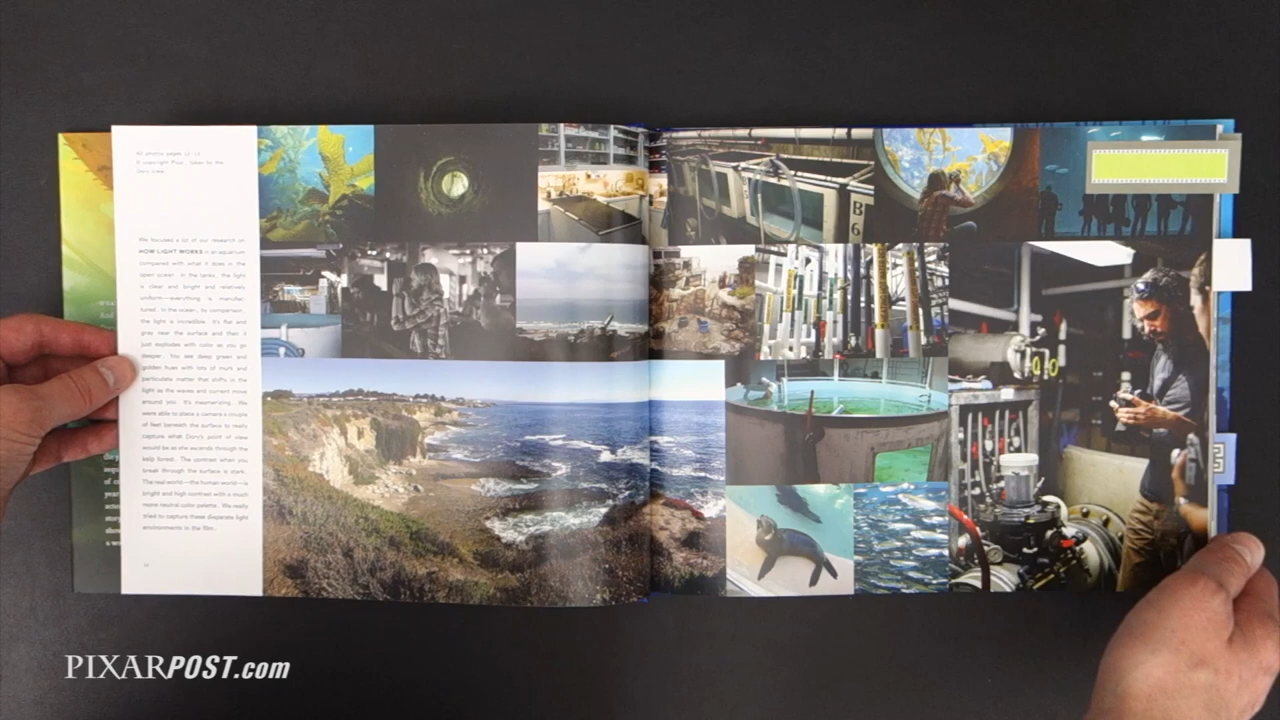 All photos pages
© copyright Pixar, taken by the
Dory crew
We focused a lot of our research on
HOW LIGHT WORKS in an aquarium
compared with what it does in the
open ocean. In the tanks, the light
is clear and bright and relatively
uniform—everything is manufac-
tured. In the ocean, by comparison,
the light is incredible. It's flat and
gray near the surface and then it
just explodes with color as you go
deeper. You see deep green and
golden hues with lots of murk and
particulate matter that shifts in the
light as the waves and current move
around you. It's mesmerizing. We
were able to place a camera a couple
of feet beneath the surface to really
capture what Dory's point of view
would be as she ascends through the
kelp forest. The contrast when you
break through the surface is stark.
The real world—the human world—is
bright and high contrast with a much
more neutral color palette. We really
tried to capture these disparate light
environments in the film.
B
6
PIXARPOST.com